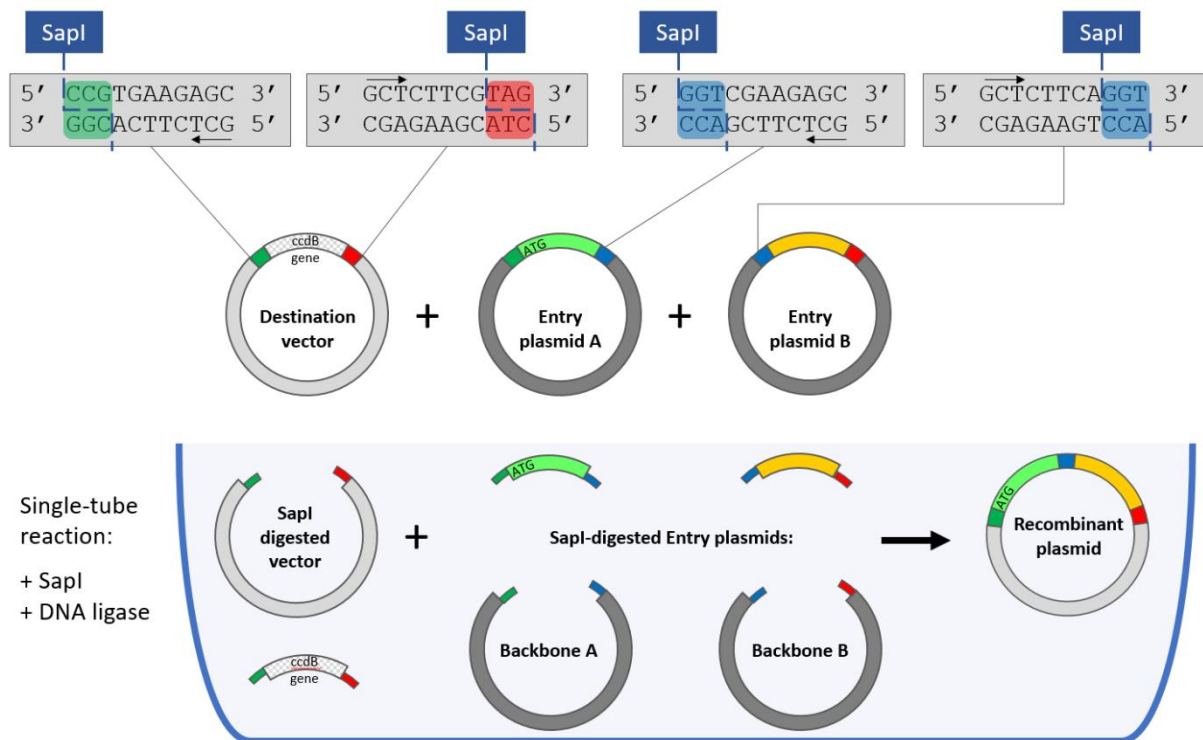 SapI
SapI
SapI
SapI
5′ CCGTGAAGAGC 3′
3′ GGCACTTCTCG 5′
5′ GCTCTTCGTAG 3′
3′ CGAGAAGCATC 5′
5′ GGTCGAAGAGC 3′
3′ CCAGCTTCTCG 5′
5′ GCTCTTCAGGT 3′
3′ CGAGAAGTCCA 5′
ccdB
gene
Destination
vector
+
ATG
Entry
plasmid A
+
Entry
plasmid B
Single-tube
reaction:
+ SapI
+ DNA ligase
SapI
digested
vector
ccdB
gene
+
ATG
SapI-digested Entry plasmids:
Backbone A
Backbone B
ATG
Recombinant
plasmid